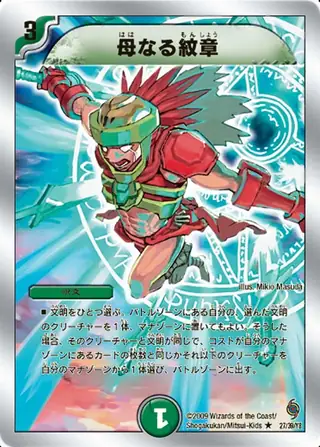 3
はは もんしょう
母なる紋章
Illus. Mikio Masuda
■文明をひとつ選ぶ。バトルゾーンにある自分の、選んだ文明
のクリーチャーを1体、マナゾーンに置いてもよい。そうした
場合、そのクリーチャーと文明が同じで、コストが自分のマナ
ゾーンにあるカードの枚数と同じかそれ以下のクリーチャーを
自分のマナゾーンから1体選び、バトルゾーンに出す。
1
©2009 Wizards of the Coast/
Shogakukan/Mitsui-Kids ★ 27/39/Y8